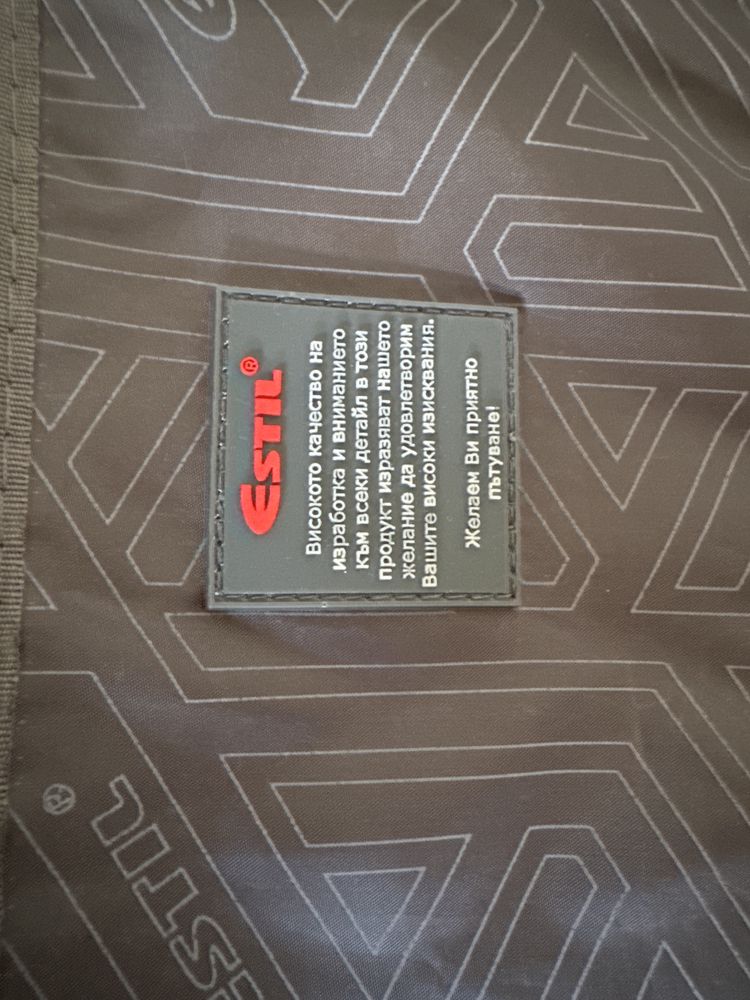 ESTIL®
Високото качество на
изработка и вниманието
към всеки детайл в този
продукт изразяват нашето
желание да удовлетворим
Вашите високи изисквания.
Желаем Ви приятно
пътуване!
ESTIL®